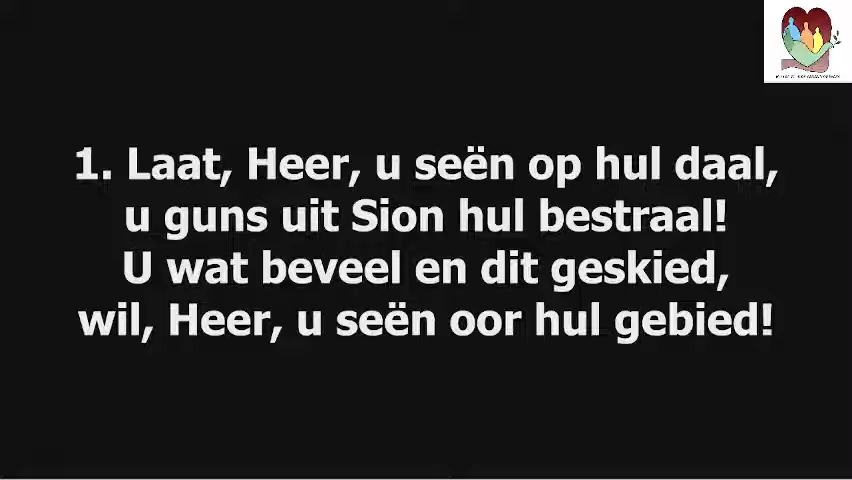 1. Laat, Heer, u seën op hul daal,
u guns uit Sion hul bestraal!
U wat beveel en dit geskied,
wil, Heer, u seën oor hul gebied!